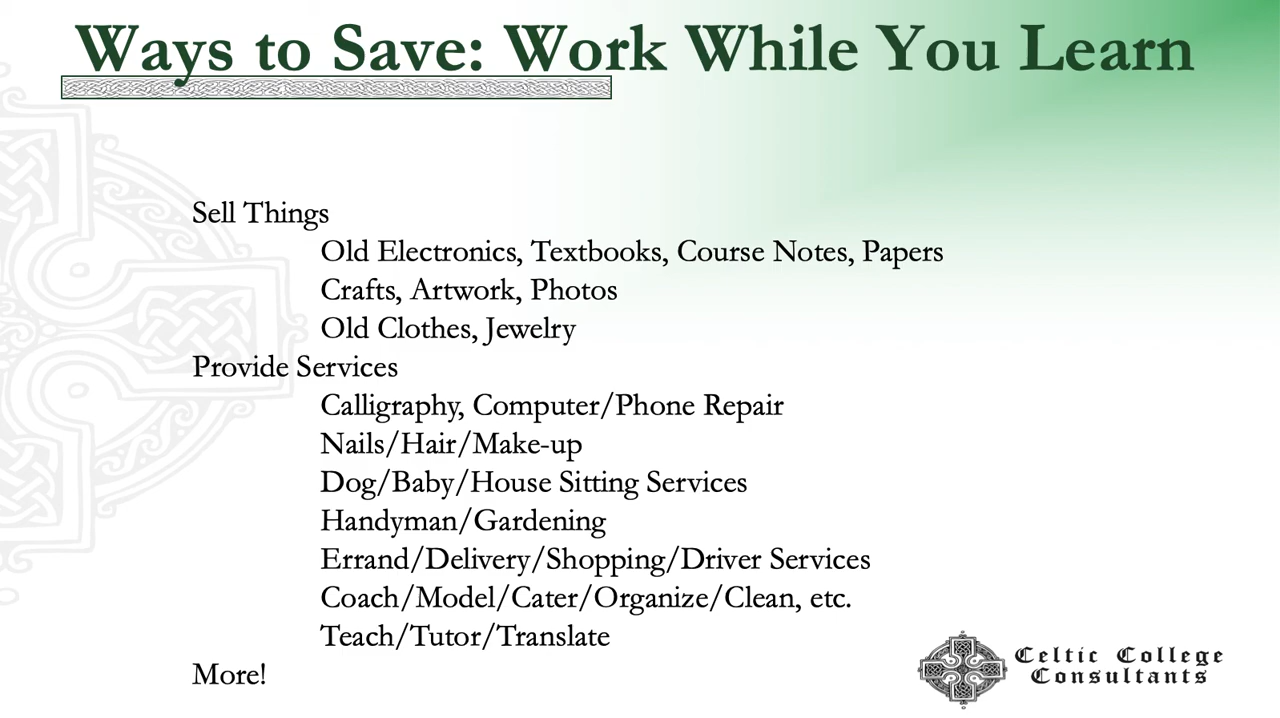 Ways to Save: Work While You Learn
Sell Things
Old Electronics, Textbooks, Course Notes, Papers
Crafts, Artwork, Photos
Old Clothes, Jewelry
Provide Services
Calligraphy, Computer/Phone Repair
Nails/Hair/Make-up
Dog/Baby/House Sitting Services
Handyman/Gardening
Errand/Delivery/Shopping/Driver Services
Coach/Model/Cater/Organize/Clean, etc.
Teach/Tutor/Translate
More!
Celtic College
Consultants